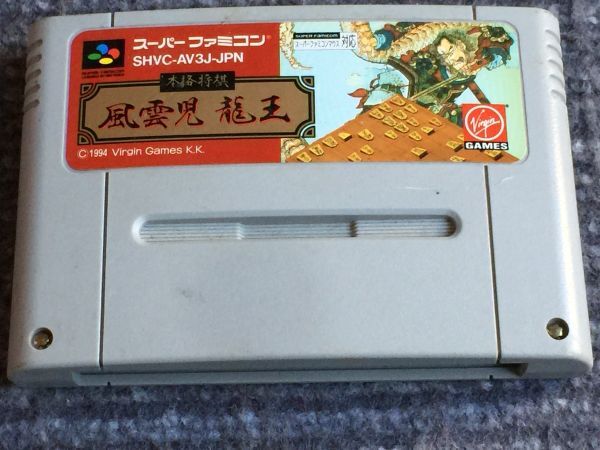 スーパーファミコン®
SHVC-AV3J-JPN
本格将棋
風雲児 龍王
© 1994 Virgin Games K.K.
SUPER FAMICOM
スーパーファミコンマウス 対応
Virgin
GAMES